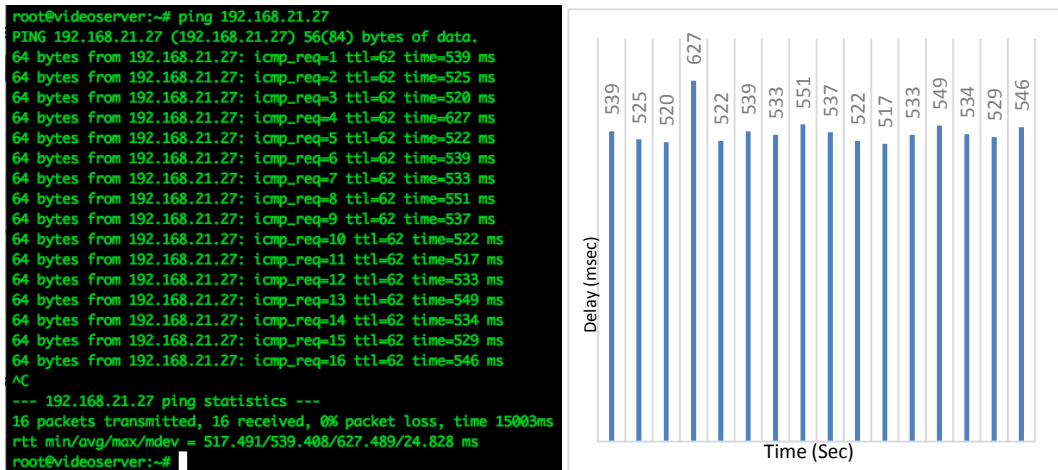 root@videoserver:~# ping 192.168.21.27
PING 192.168.21.27 (192.168.21.27) 56(84) bytes of data.
64 bytes from 192.168.21.27: icmp_req=1 ttl=62 time=539 ms
64 bytes from 192.168.21.27: icmp_req=2 ttl=62 time=525 ms
64 bytes from 192.168.21.27: icmp_req=3 ttl=62 time=520 ms
64 bytes from 192.168.21.27: icmp_req=4 ttl=62 time=627 ms
64 bytes from 192.168.21.27: icmp_req=5 ttl=62 time=522 ms
64 bytes from 192.168.21.27: icmp_req=6 ttl=62 time=539 ms
64 bytes from 192.168.21.27: icmp_req=7 ttl=62 time=533 ms
64 bytes from 192.168.21.27: icmp_req=8 ttl=62 time=551 ms
64 bytes from 192.168.21.27: icmp_req=9 ttl=62 time=537 ms
64 bytes from 192.168.21.27: icmp_req=10 ttl=62 time=522 ms
64 bytes from 192.168.21.27: icmp_req=11 ttl=62 time=517 ms
64 bytes from 192.168.21.27: icmp_req=12 ttl=62 time=533 ms
64 bytes from 192.168.21.27: icmp_req=13 ttl=62 time=549 ms
64 bytes from 192.168.21.27: icmp_req=14 ttl=62 time=534 ms
64 bytes from 192.168.21.27: icmp_req=15 ttl=62 time=529 ms
64 bytes from 192.168.21.27: icmp_req=16 ttl=62 time=546 ms
^C
--- 192.168.21.27 ping statistics ---
16 packets transmitted, 16 received, 0% packet loss, time 15003ms
rtt min/avg/max/mdev = 517.491/539.408/627.489/24.828 ms
root@videoserver:~#
Delay (msec)
539
525
520
627
522
539
533
551
537
522
517
533
549
534
529
546
Time (Sec)